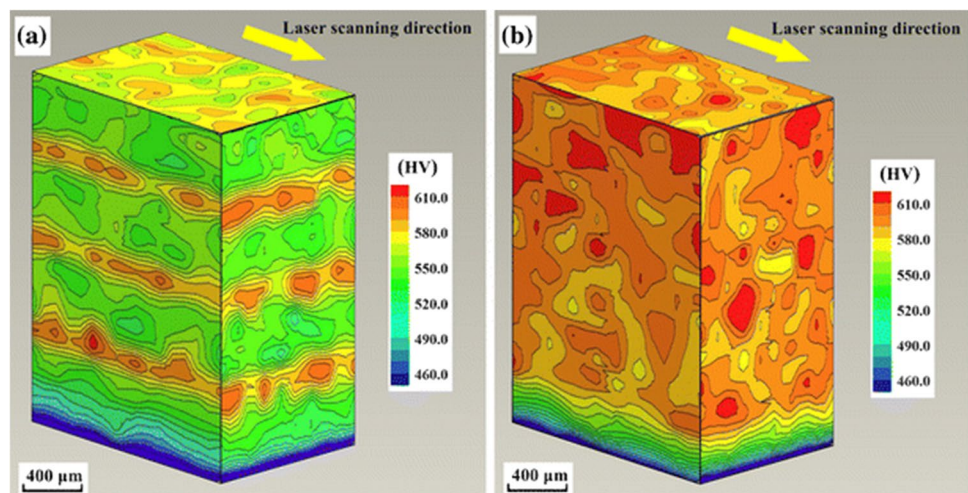 (a)
Laser scanning direction
(HV)
610.0
580.0
550.0
520.0
490.0
460.0
400 µm
(b)
Laser scanning direction
(HV)
610.0
580.0
550.0
520.0
490.0
460.0
400 µm